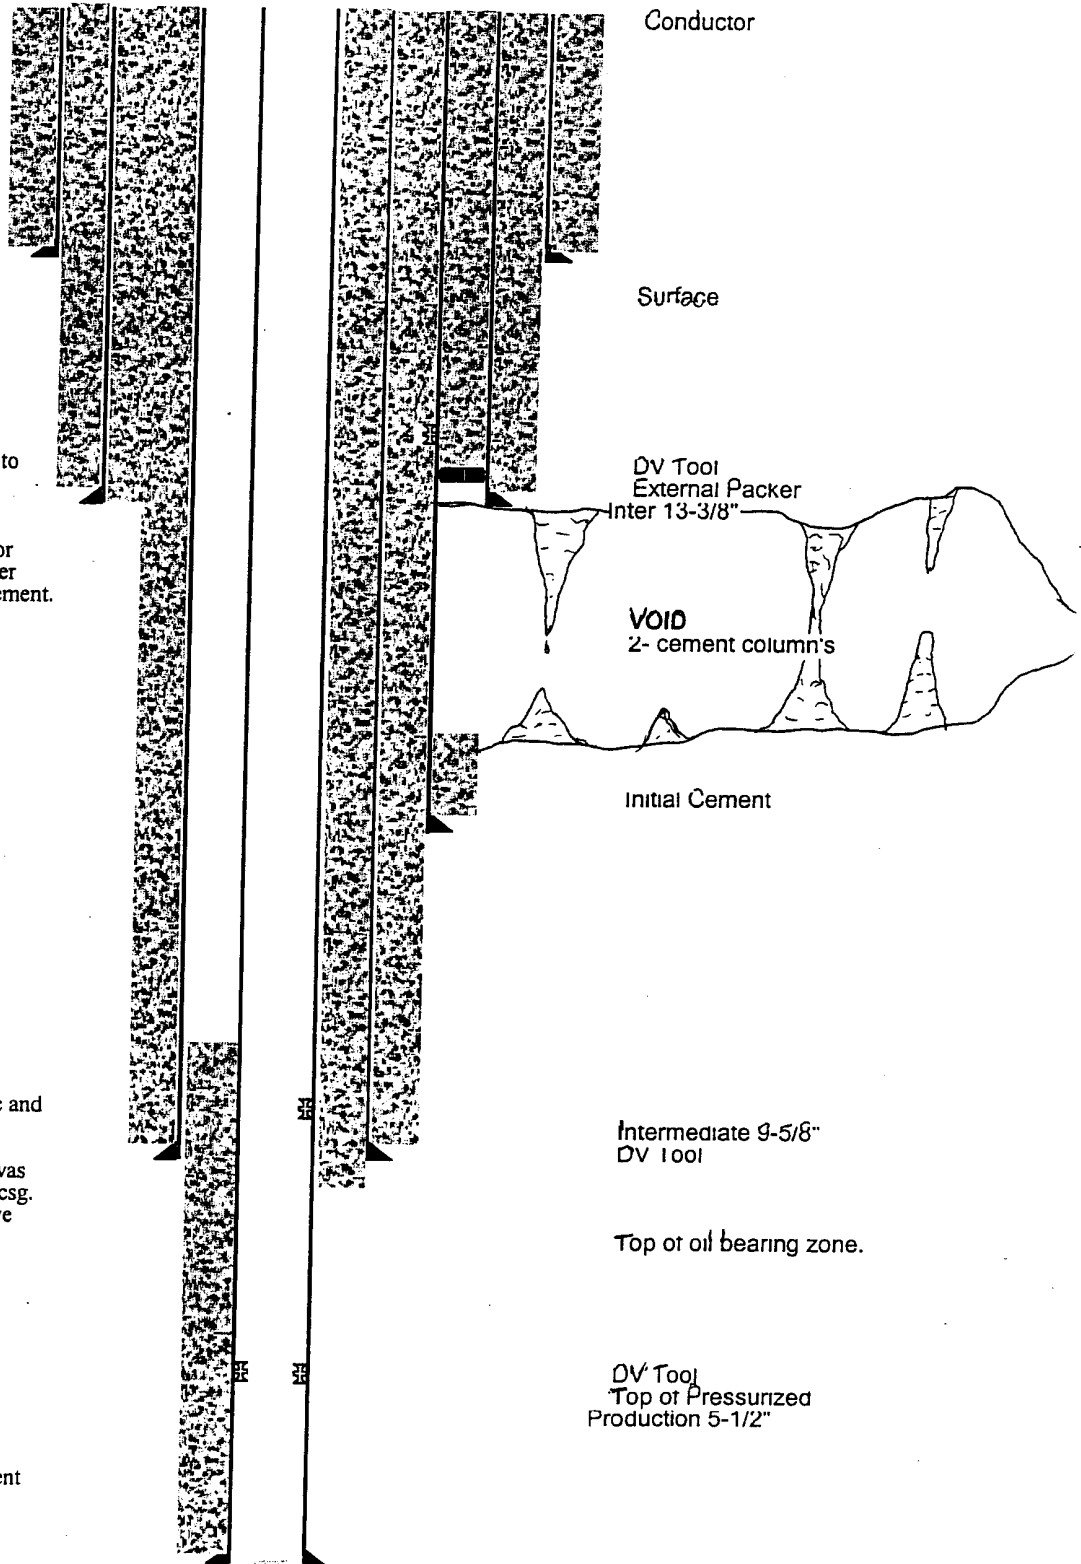 Conductor
Surface
to
DV Tool
External Packer
Inter 13-3/8"
or
er
ement.
VOID
2- cement column's
Initial Cement
and
Intermediate 9-5/8"
DV Tool
was
csg.
Top of oil bearing zone.
DV Tool
Top of Pressurized
Production 5-1/2"
ent